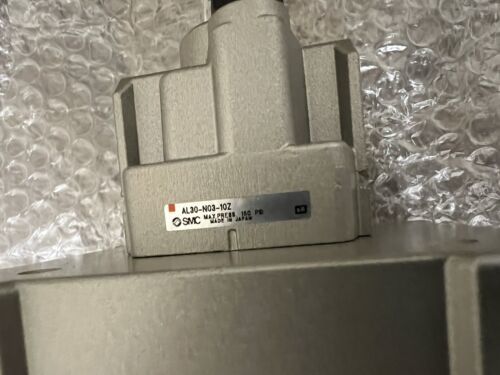 AL30-N03-10Z
SMC MAX PRESS. 150 PSI
MADE IN JAPAN